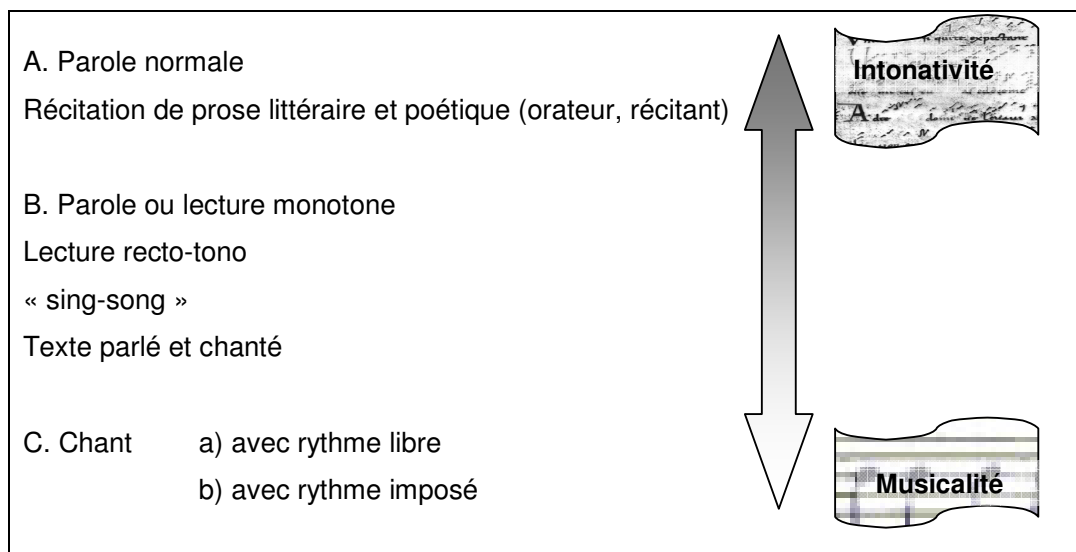 A. Parole normale
Récitation de prose littéraire et poétique (orateur, récitant)
B. Parole ou lecture monotone
Lecture recto-tono
« sing-song »
Texte parlé et chanté
C. Chant a) avec rythme libre
b) avec rythme imposé
Intonativité
Musicalité